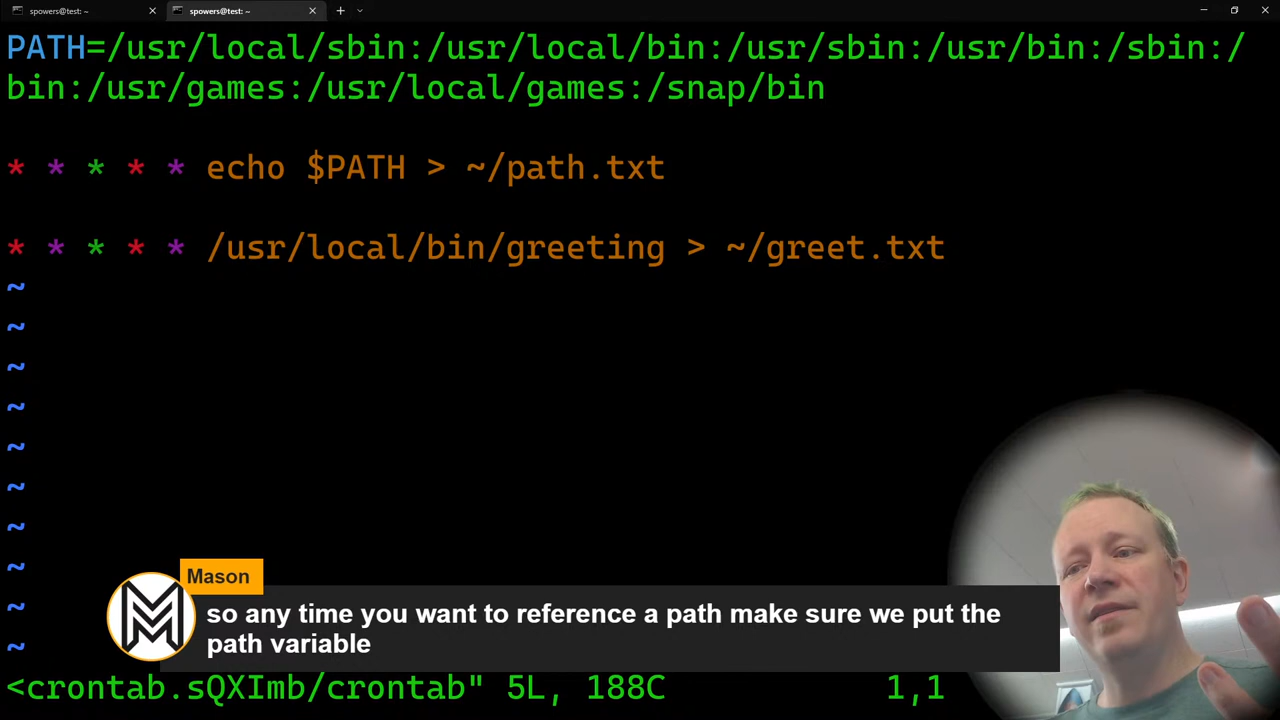 spowers@test: ~
spowers@test: ~
PATH=/usr/local/sbin:/usr/local/bin:/usr/sbin:/usr/bin:/sbin:/
bin:/usr/games:/usr/local/games:/snap/bin
* * * * * echo $PATH > ~/path.txt
* * * * * /usr/local/bin/greeting > ~/greet.txt
~
~
~
~
~
~
~
~
~
~
Mason
so any time you want to reference a path make sure we put the
path variable
<crontab.sQXImb/crontab" 5L, 188C 1,1